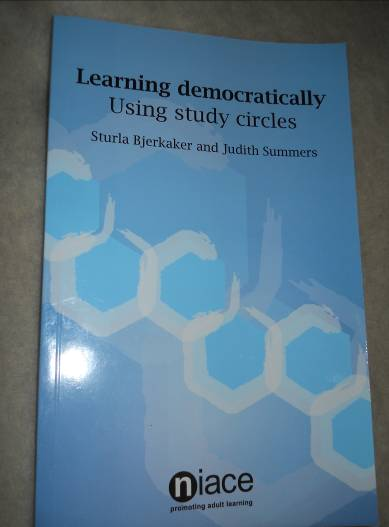 Learning democratically
Using study circles
Sturla Bjerkaker and Judith Summers
niace
promoting adult learning